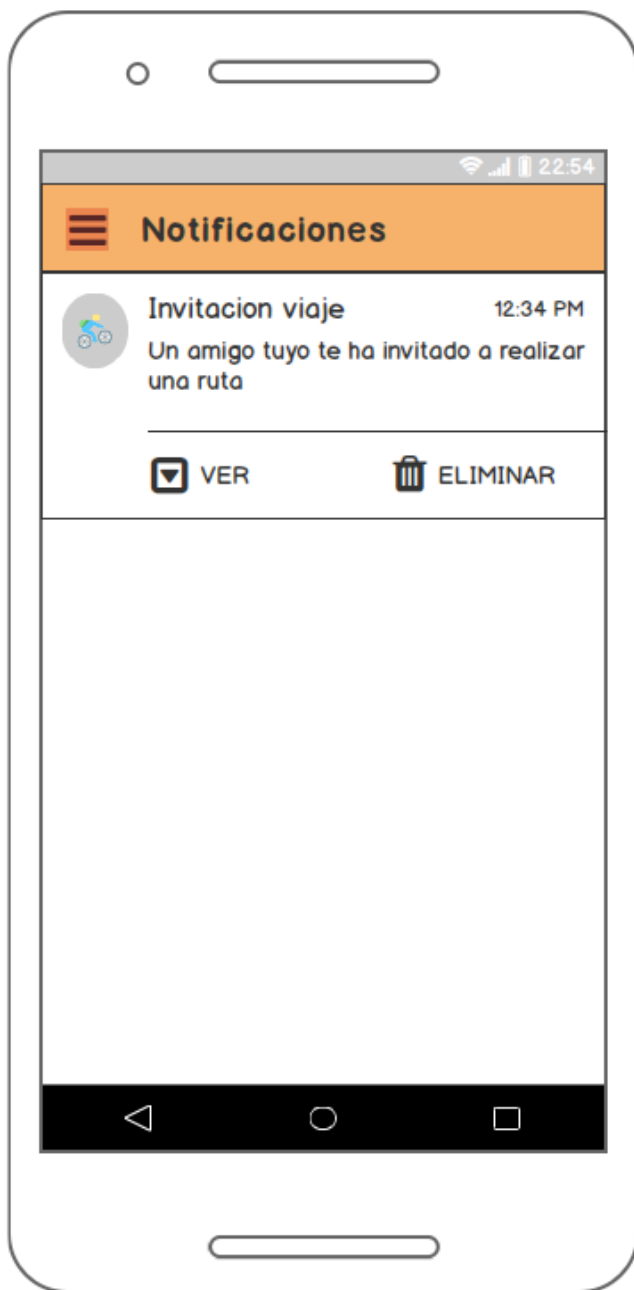 22:54
Notificaciones
Invitacion viaje 12:34 PM
Un amigo tuyo te ha invitado a realizar
una ruta
VER ELIMINAR